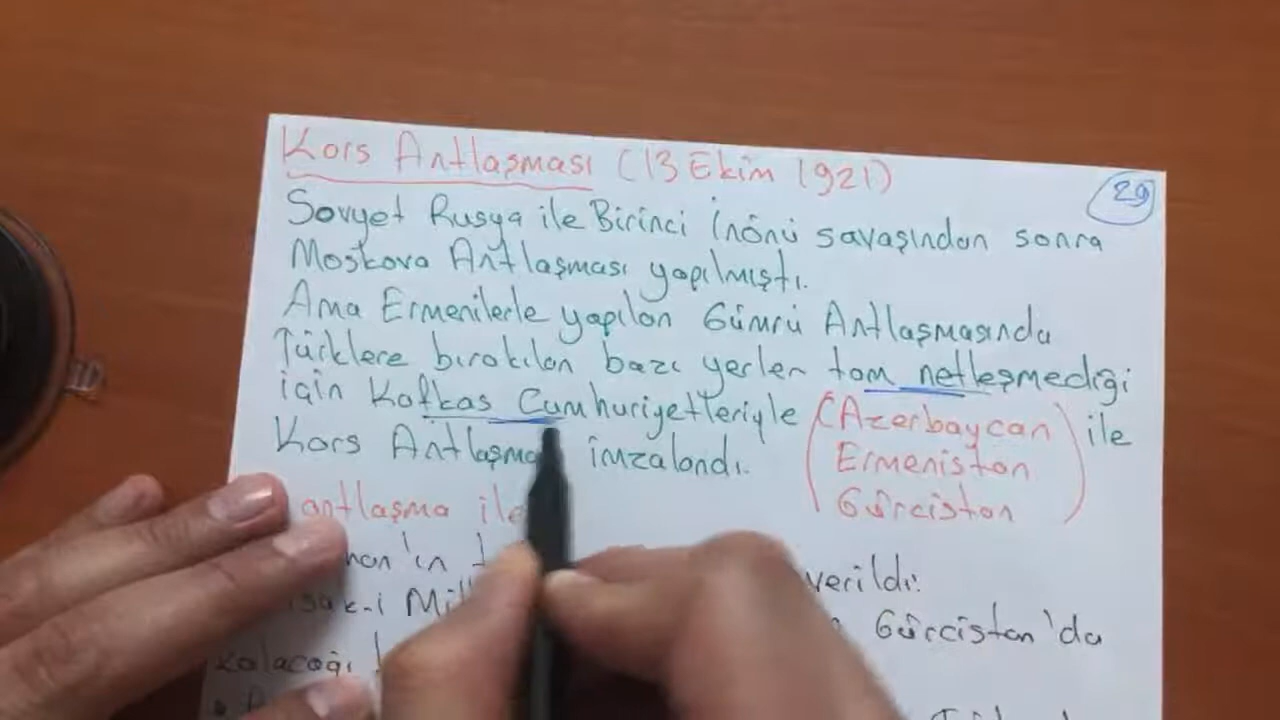 Kars Antlaşması (13 Ekim 1921)
29
Sovyet Rusya ile Birinci İnönü savaşından sonra
Moskova Antlaşması yapılmıştı.
Ama Ermenilerle yapılan Gümrü Antlaşmasında
Türklere bırakılan bazı yerler tam netleşmediği
için Kafkas Cumhuriyetleriyle (Azerbaycan Ermenistan Gürcistan) ile
Kars imzalandı.
antlaşma ile
verildi.
Gürcistan'da
kalacağı